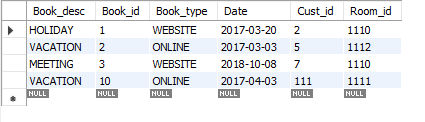 Book_desc Book_id Book_type Date Cust_id Room_id
HOLIDAY 1 WEBSITE 2017-03-20 2 1110
VACATION 2 ONLINE 2017-03-03 5 1112
MEETING 3 WEBSITE 2018-10-08 7 1110
VACATION 10 ONLINE 2017-04-03 111 1111
NULL NULL NULL NULL NULL NULL